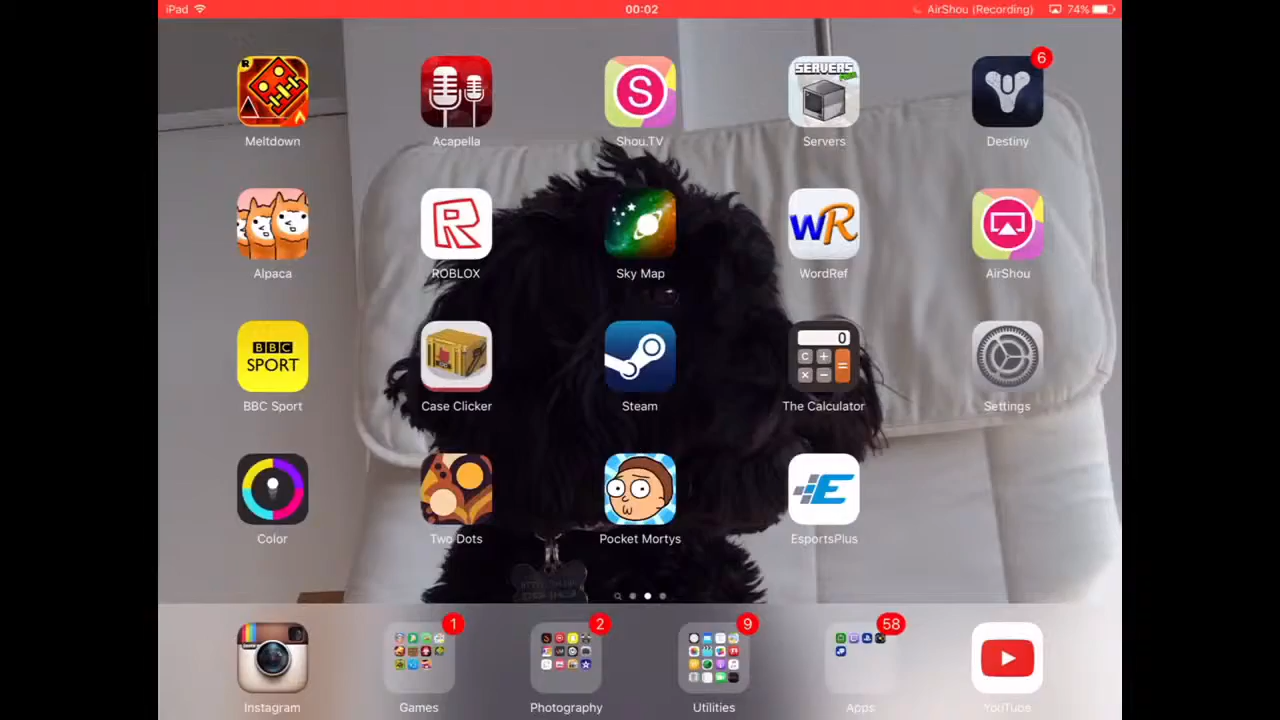 iPad 00:02 AirShou (Recording) 74%
6
SERVERS
Meltdown Acapella Shou.TV Servers Destiny
Alpaca ROBLOX Sky Map WordRef AirShou
BBC
SPORT
0
BBC Sport Case Clicker Steam The Calculator Settings
Color Two Dots Pocket Mortys EsportsPlus
1 2 9 58
Instagram Games Photography Utilities Apps YouTube